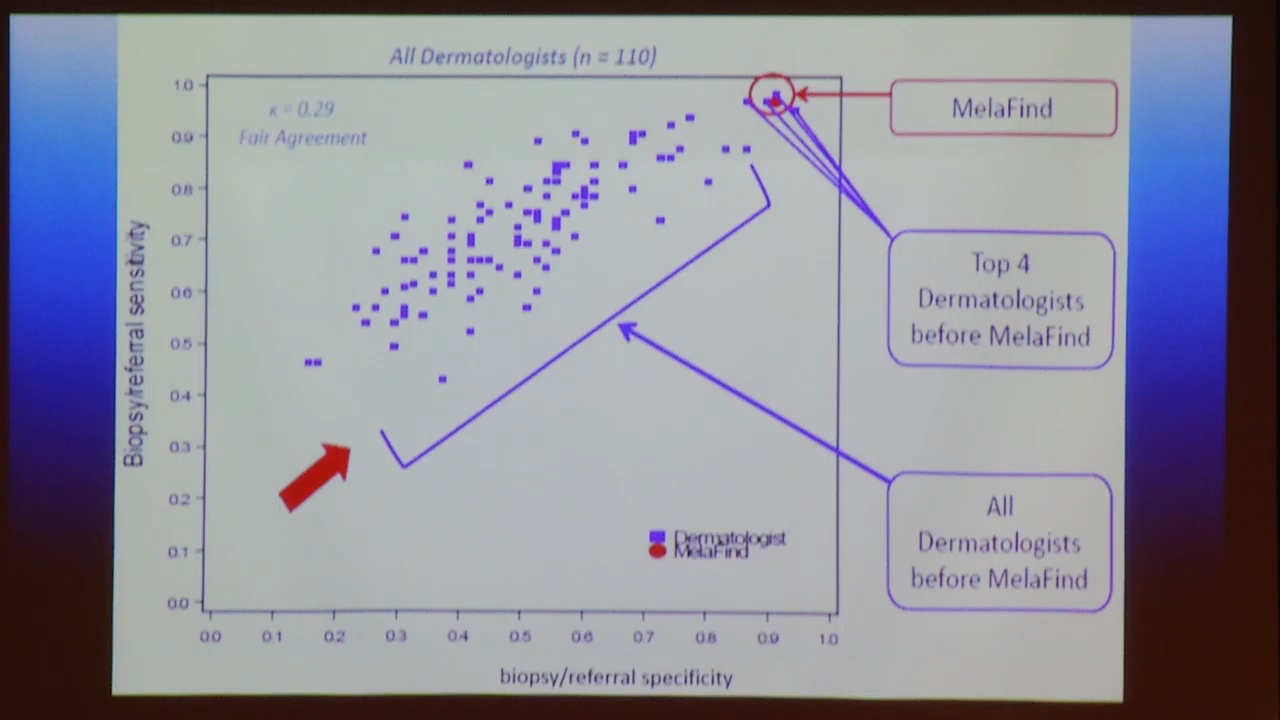 All Dermatologists (n = 110)
κ = 0.29
Fair Agreement
MelaFind
Top 4
Dermatologists
before MelaFind
All
Dermatologists
before MelaFind
Dermatologist
MelaFind
Biopsy/referral sensitivity
1.0
0.9
0.8
0.7
0.6
0.5
0.4
0.3
0.2
0.1
0.0
0.0 0.1 0.2 0.3 0.4 0.5 0.6 0.7 0.8 0.9 1.0
biopsy/referral specificity